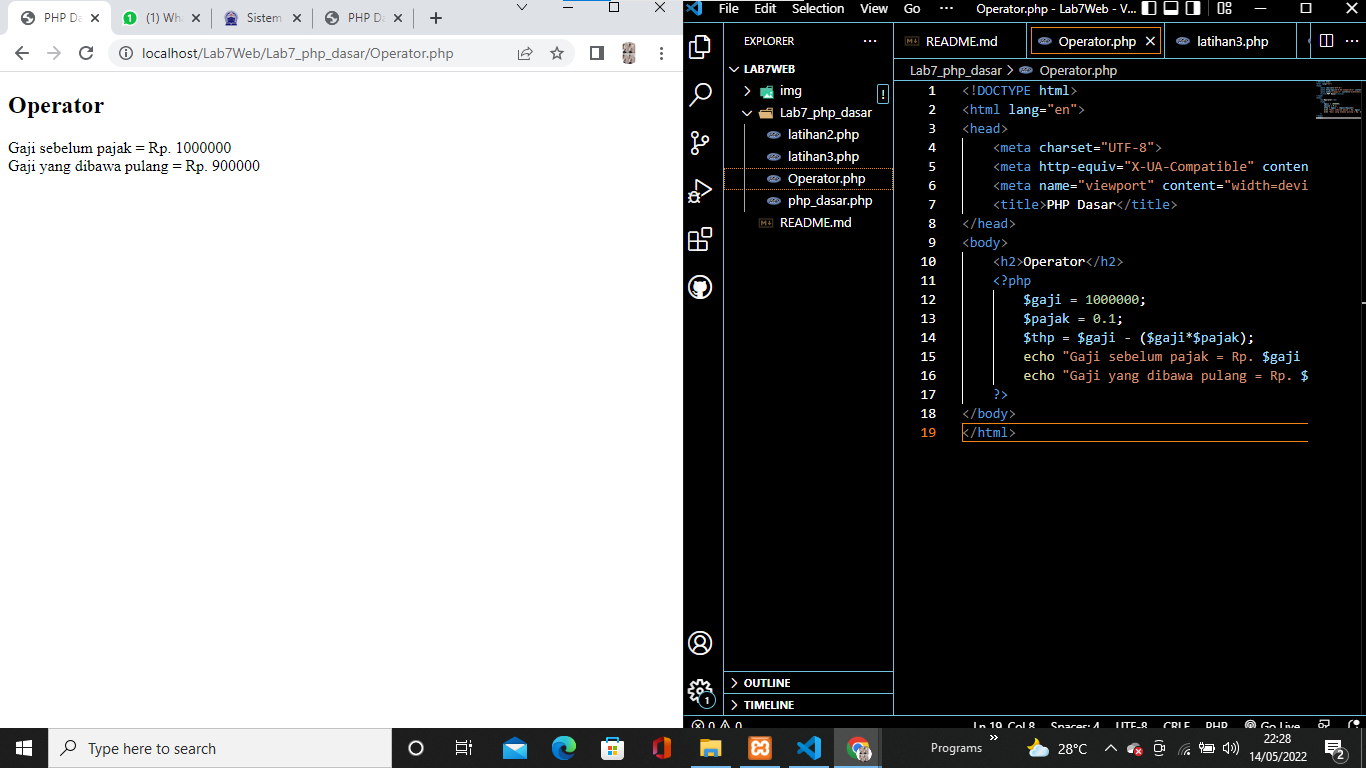 PHP Da
(1) Wha
Sistem
PHP Da
localhost/Lab7Web/Lab7_php_dasar/Operator.php
Operator
Gaji sebelum pajak = Rp. 1000000
Gaji yang dibawa pulang = Rp. 900000
File Edit Selection View Go ··· Operator.php - Lab7Web - V...
EXPLORER ···
LAB7WEB
img
Lab7_php_dasar
latihan2.php
latihan3.php
Operator.php
php_dasar.php
README.md
OUTLINE
TIMELINE
README.md Operator.php latihan3.php
Lab7_php_dasar > Operator.php
1 <!DOCTYPE html>
2 <html lang="en">
3 <head>
4 <meta charset="UTF-8">
5 <meta http-equiv="X-UA-Compatible" conten
6 <meta name="viewport" content="width=devi
7 <title>PHP Dasar</title>
8 </head>
9 <body>
10 <h2>Operator</h2>
11 <?php
12 $gaji = 1000000;
13 $pajak = 0.1;
14 $thp = $gaji - ($gaji*$pajak);
15 echo "Gaji sebelum pajak = Rp. $gaji
16 echo "Gaji yang dibawa pulang = Rp. $
17 ?>
18 </body>
19 </html>
1
0 0 Ln 19, Col 8 Spaces: 4 UTF-8 CRLF PHP Go Live
Type here to search
Programs
28°C
22:28
14/05/2022
2